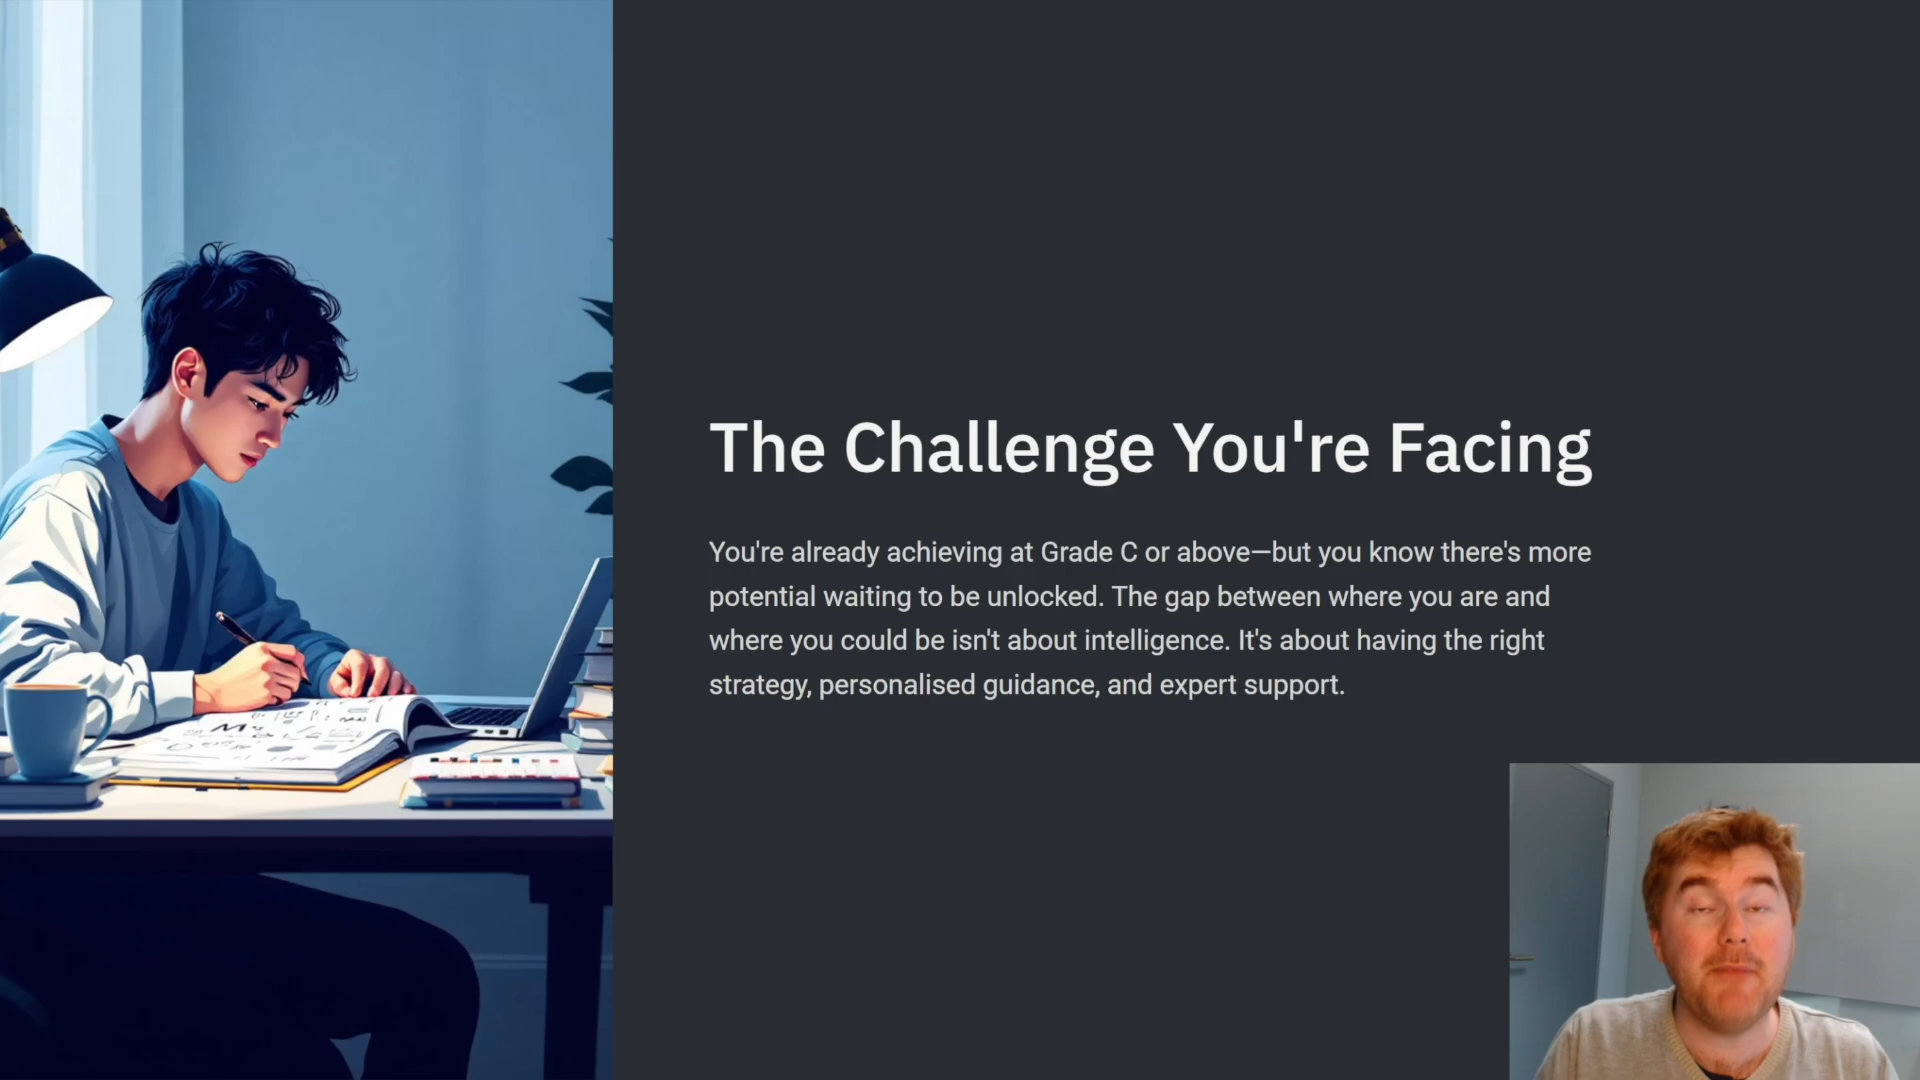 The Challenge You're Facing
You're already achieving at Grade C or above—but you know there's more
potential waiting to be unlocked. The gap between where you are and
where you could be isn't about intelligence. It's about having the right
strategy, personalised guidance, and expert support.